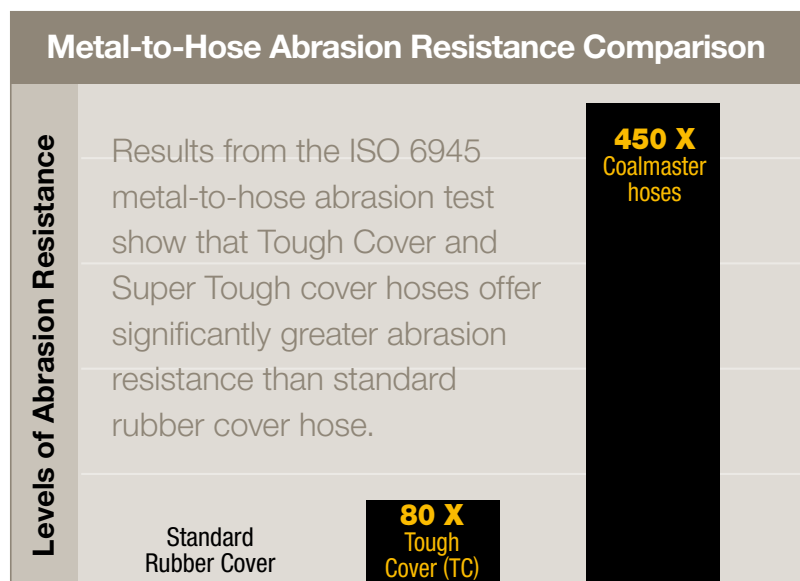 Metal-to-Hose Abrasion Resistance Comparison
Levels of Abrasion Resistance
Results from the ISO 6945
metal-to-hose abrasion test
show that Tough Cover and
Super Tough cover hoses offer
significantly greater abrasion
resistance than standard
rubber cover hose.
Standard
Rubber Cover
80 X
Tough
Cover (TC)
450 X
Coalmaster
hoses